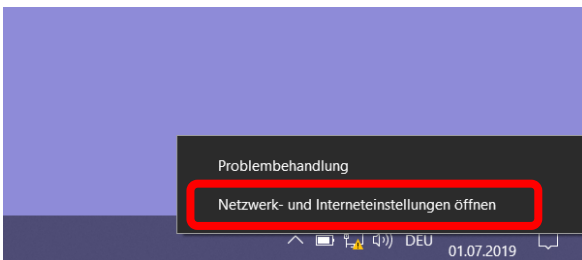 Problembehandlung
Netzwerk- und Interneteinstellungen öffnen
DEU
01.07.2019